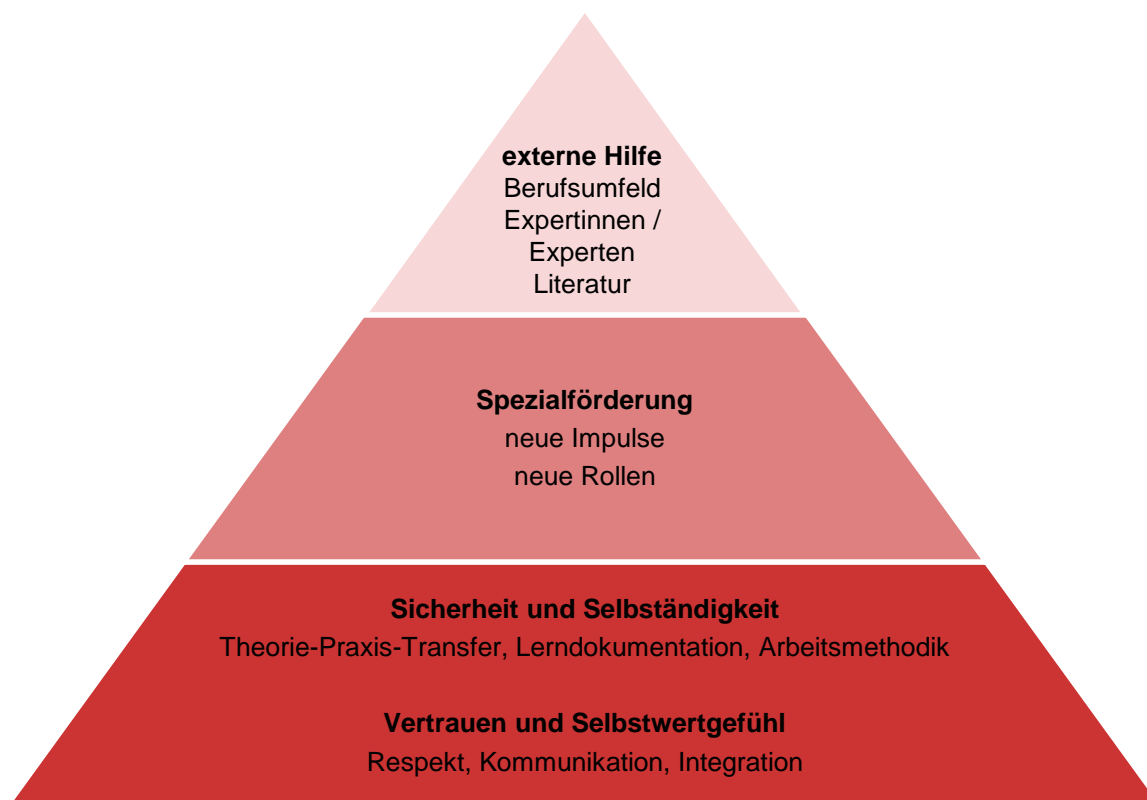 externe Hilfe
Berufsumfeld
Expertinnen /
Experten
Literatur
Spezialförderung
neue Impulse
neue Rollen
Sicherheit und Selbständigkeit
Theorie-Praxis-Transfer, Lerndokumentation, Arbeitsmethodik
Vertrauen und Selbstwertgefühl
Respekt, Kommunikation, Integration